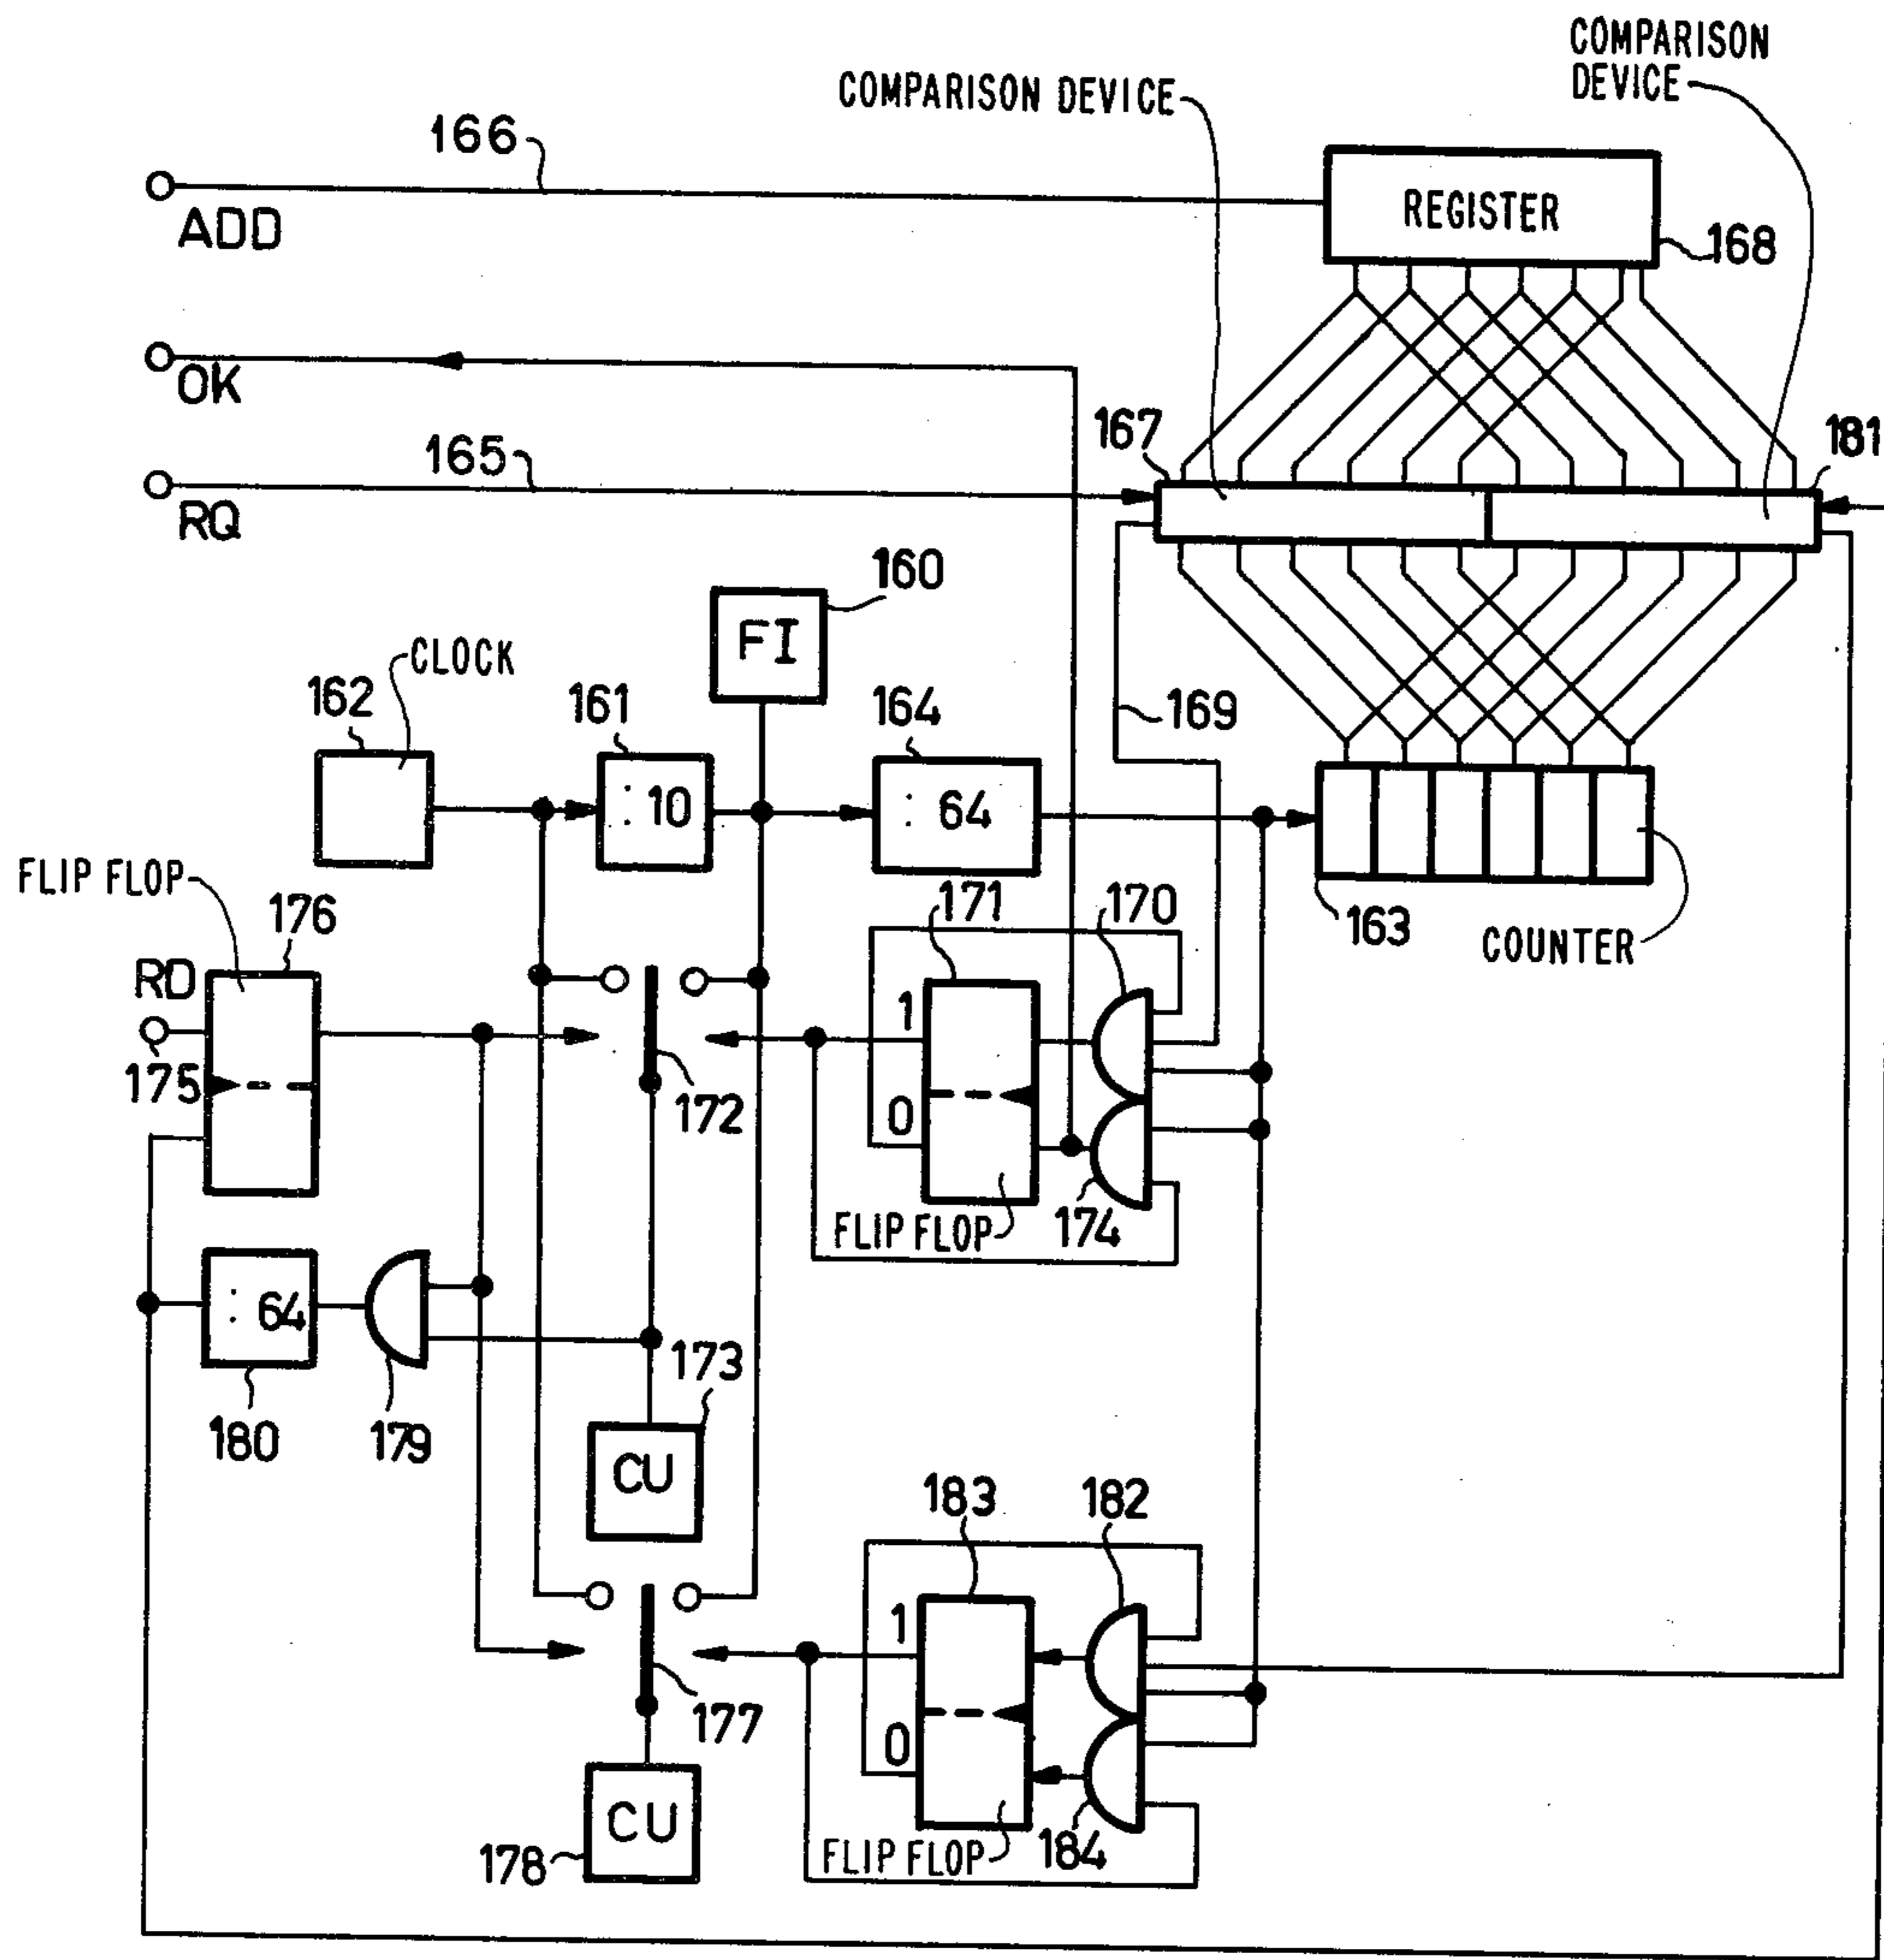 COMPARISON
DEVICE
COMPARISON DEVICE
166
ADD
REGISTER
168
OK
167
181
165
RQ
160
FI
CLOCK
162
161
164
169
: 10
: 64
FLIP FLOP
176
171
170
163
COUNTER
RD
1
175
172
0
FLIP FLOP
174
: 64
173
180
179
CU
183
182
1
177
0
CU
178
FLIP FLOP
184